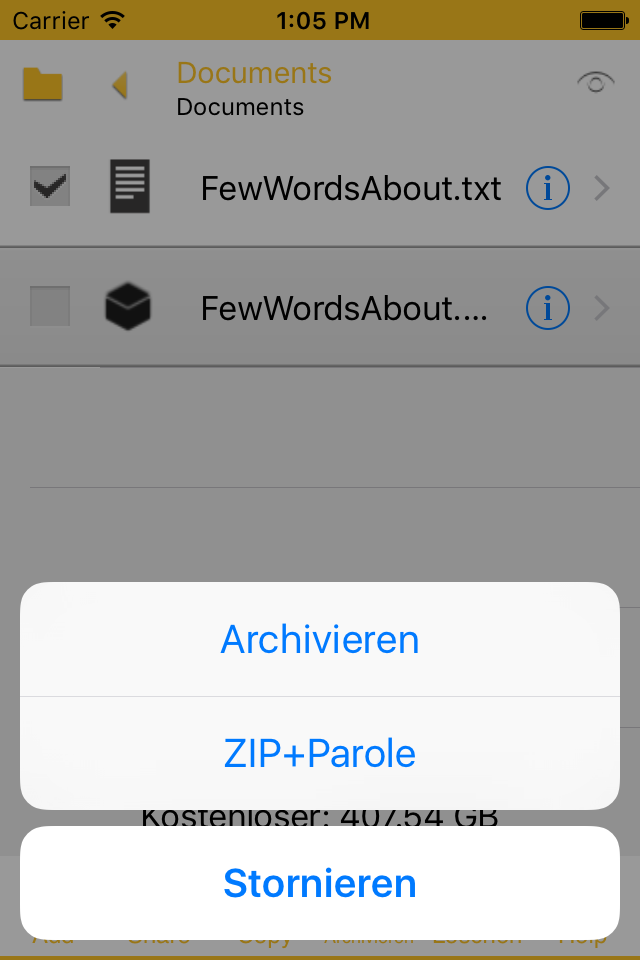 Carrier 1:05 PM
Documents
Documents
FewWordsAbout.txt
FewWordsAbout....
Archivieren
ZIP+Parole
Kostenloser: 407.54 GB
Stornieren
Add Share Copy Archivieren Löschen Help